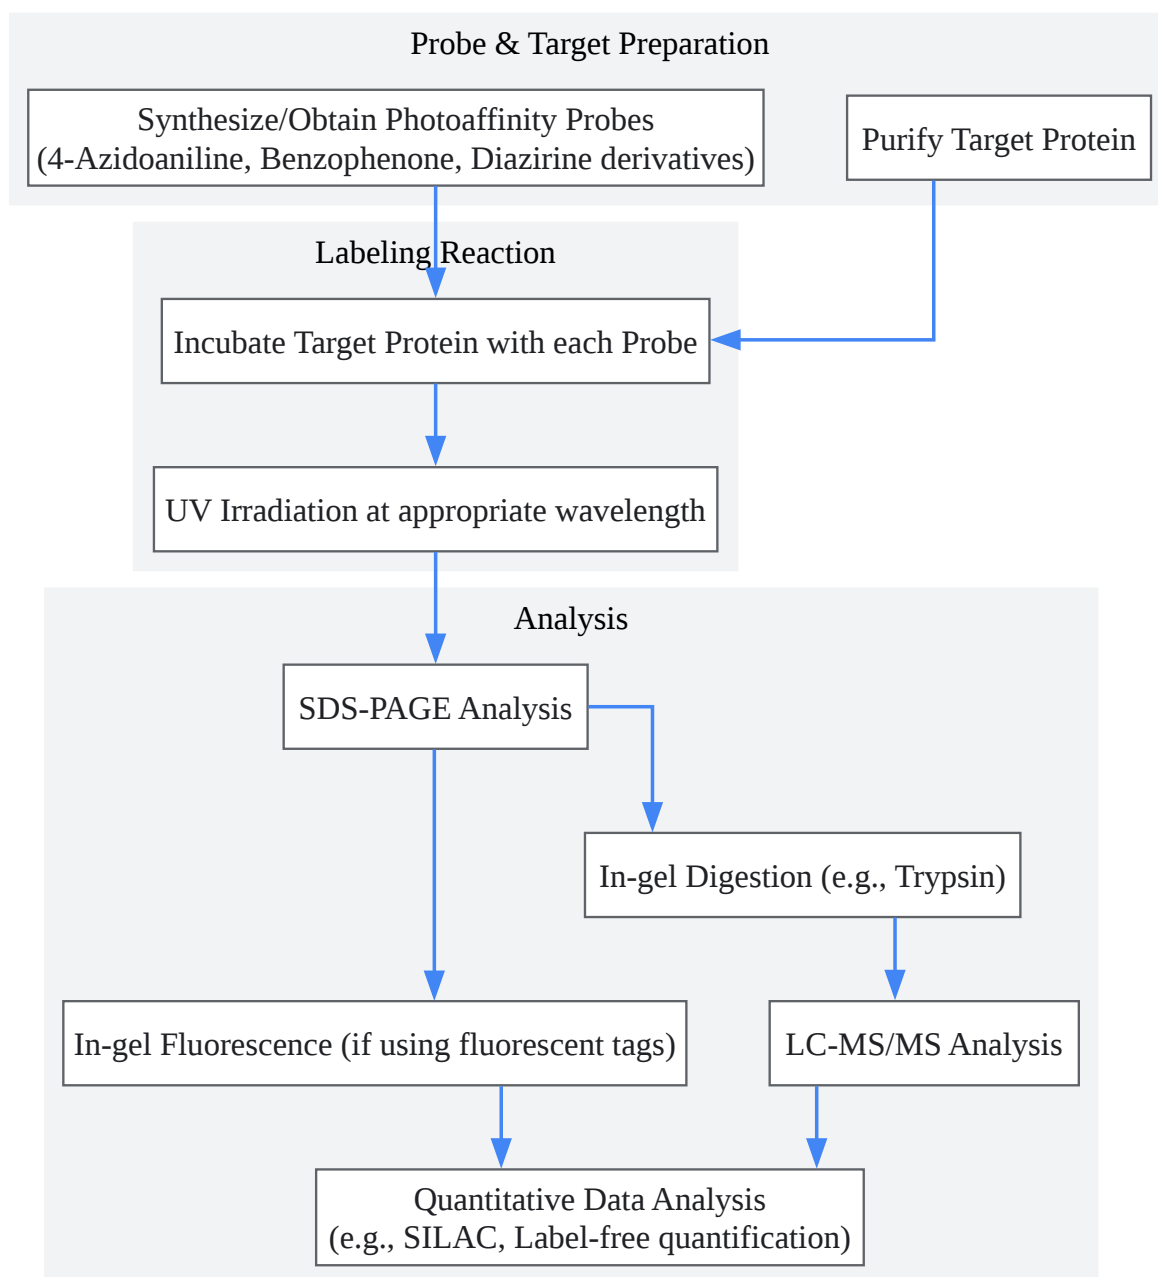 Probe & Target Preparation
Synthesize/Obtain Photoaffinity Probes
(4-Azidoaniline, Benzophenone, Diazirine derivatives)
Purify Target Protein
Labeling Reaction
Incubate Target Protein with each Probe
UV Irradiation at appropriate wavelength
Analysis
SDS-PAGE Analysis
In-gel Digestion (e.g., Trypsin)
In-gel Fluorescence (if using fluorescent tags)
LC-MS/MS Analysis
Quantitative Data Analysis
(e.g., SILAC, Label-free quantification)